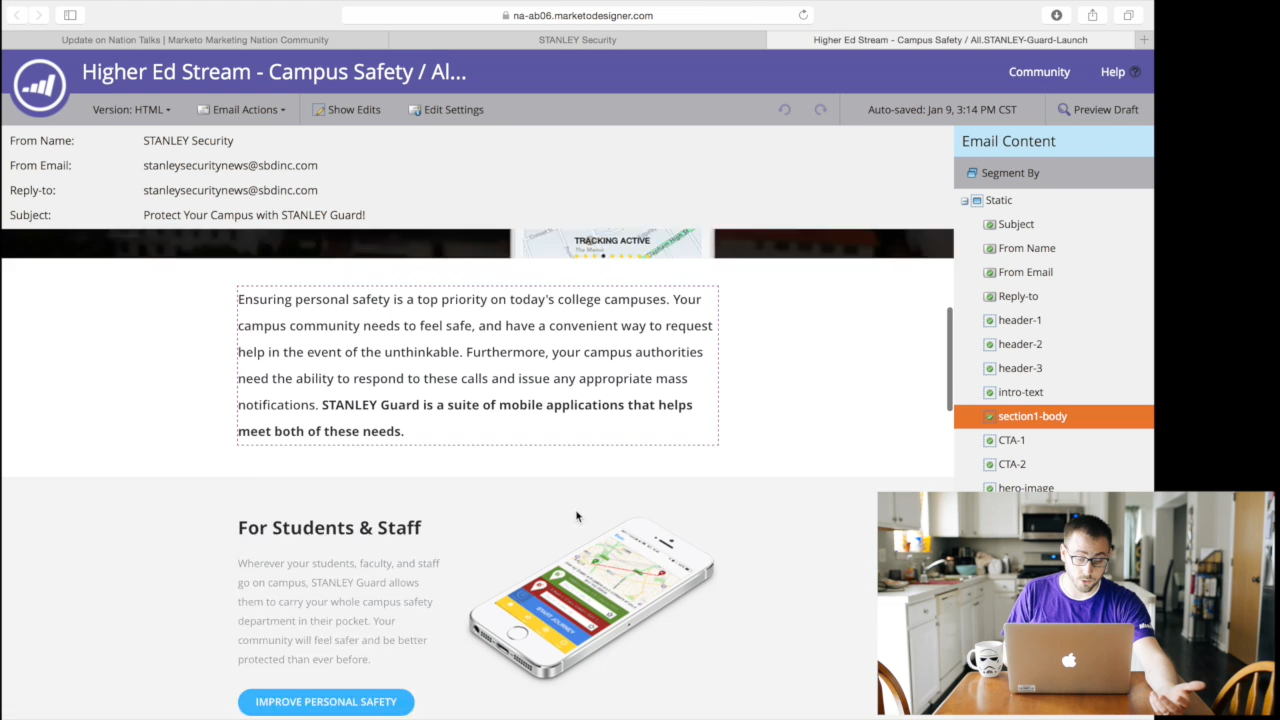 na-ab06.marketodesigner.com
Update on Nation Talks | Marketo Marketing Nation Community
STANLEY Security
Higher Ed Stream - Campus Safety / All.STANLEY-Guard-Launch
Higher Ed Stream - Campus Safety / Al...
Community
Help
Version: HTML
Email Actions
Show Edits
Edit Settings
Auto-saved: Jan 9, 3:14 PM CST
Preview Draft
From Name: STANLEY Security
From Email: stanleysecuritynews@sbdinc.com
Reply-to: stanleysecuritynews@sbdinc.com
Subject: Protect Your Campus with STANLEY Guard!
Email Content
Segment By
Static
Subject
From Name
From Email
Reply-to
header-1
header-2
header-3
intro-text
section1-body
CTA-1
CTA-2
hero-image
TRACKING ACTIVE
Ensuring personal safety is a top priority on today's college campuses. Your
campus community needs to feel safe, and have a convenient way to request
help in the event of the unthinkable. Furthermore, your campus authorities
need the ability to respond to these calls and issue any appropriate mass
notifications. STANLEY Guard is a suite of mobile applications that helps
meet both of these needs.
For Students & Staff
Wherever your students, faculty, and staff
go on campus, STANLEY Guard allows
them to carry your whole campus safety
department in their pocket. Your
community will feel safer and be better
protected than ever before.
IMPROVE PERSONAL SAFETY
START JOURNEY